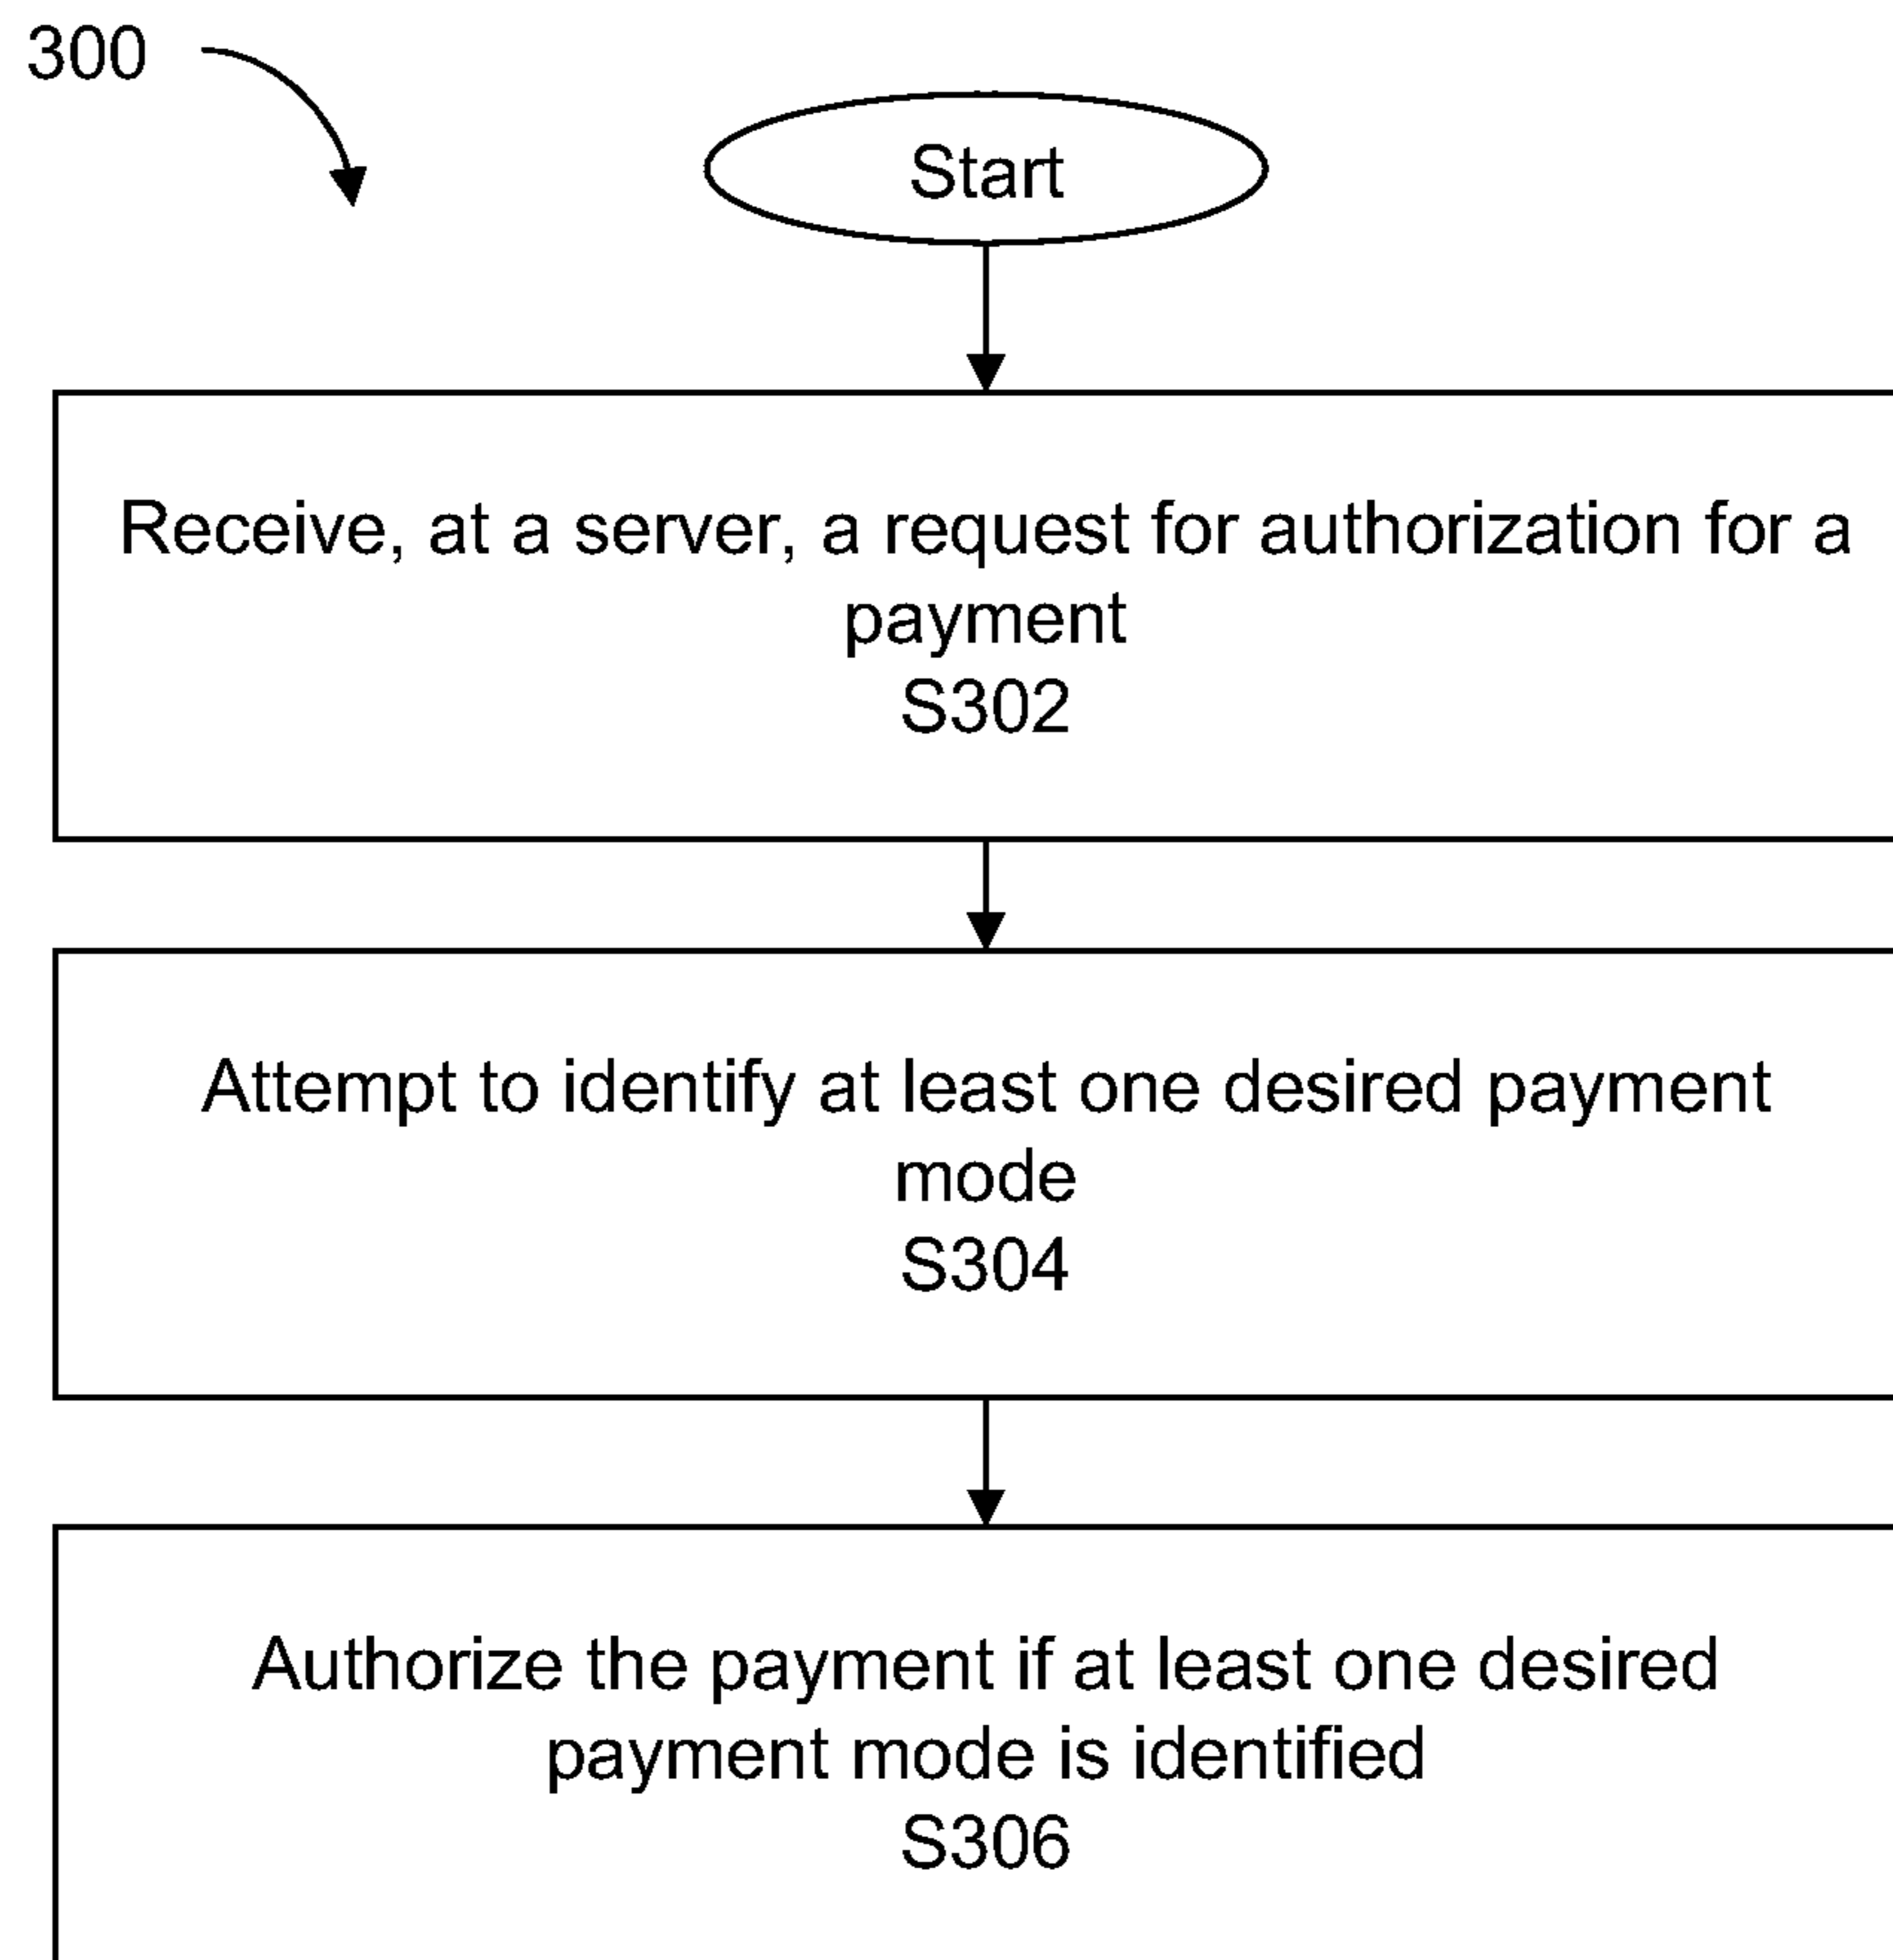 300
Start
Receive, at a server, a request for authorization for a
payment
S302
Attempt to identify at least one desired payment
mode
S304
Authorize the payment if at least one desired
payment mode is identified
S306